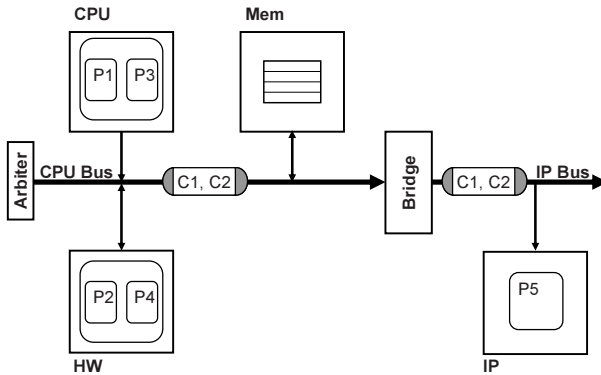 CPU
Mem
P1
P3
Arbiter
CPU Bus
C1, C2
Bridge
C1, C2
IP Bus
P2
P4
P5
HW
IP